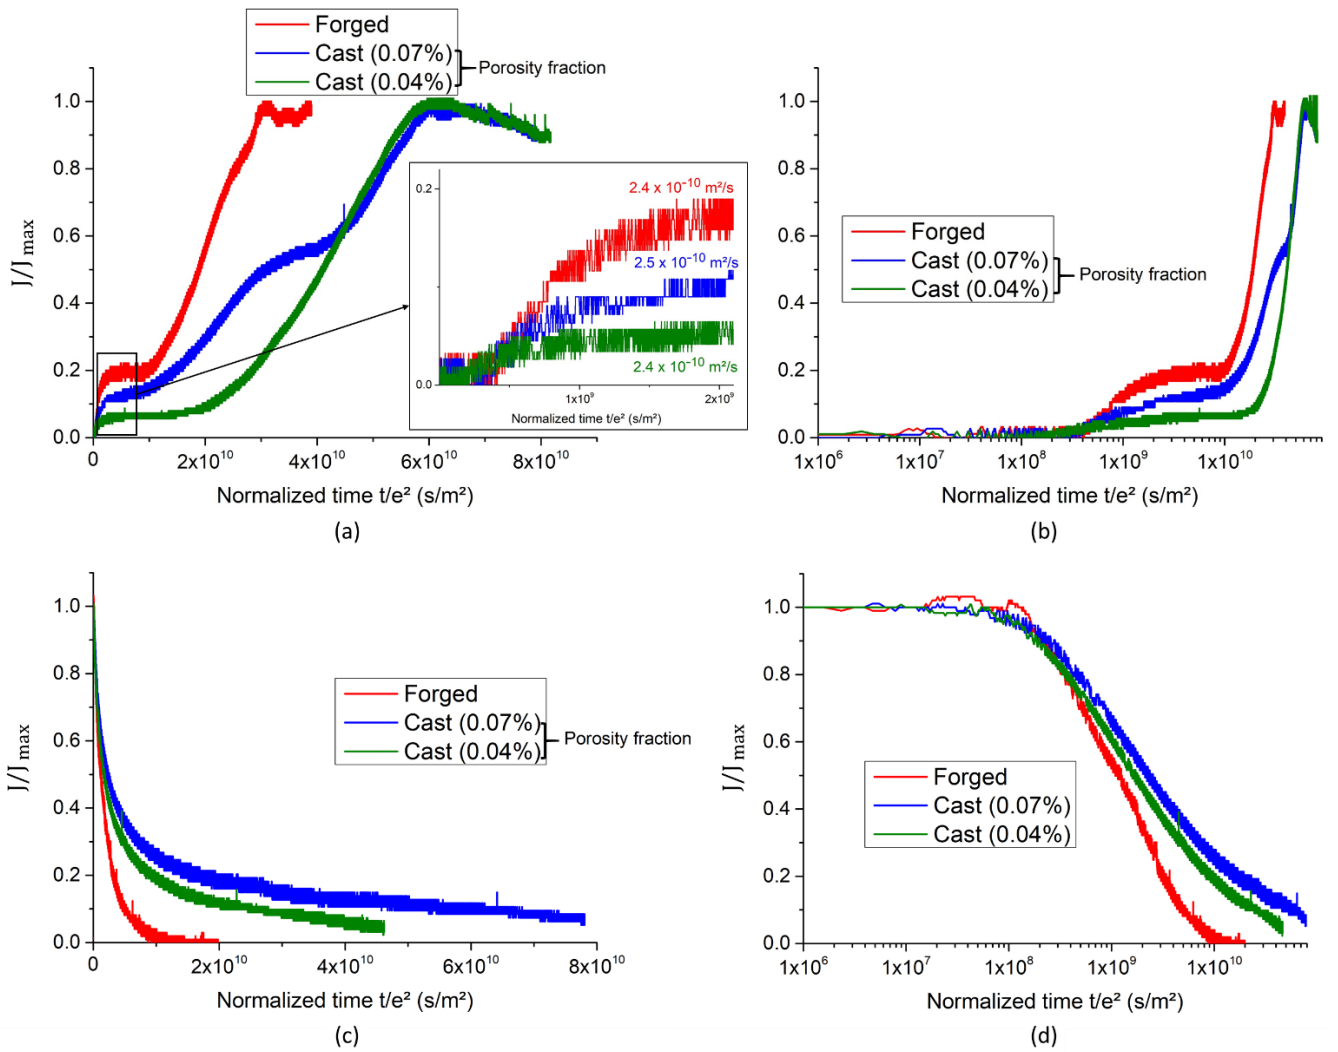 Forged
Cast (0.07%)
Cast (0.04%)
Porosity fraction
J/Jmax
1.0
0.8
0.6
0.4
0.2
0.0
0
2x10¹⁰
4x10¹⁰
6x10¹⁰
8x10¹⁰
Normalized time t/e² (s/m²)
(a)
0.2
0.0
2.4 x 10⁻¹⁰ m²/s
2.5 x 10⁻¹⁰ m²/s
2.4 x 10⁻¹⁰ m²/s
1x10⁹
2x10⁹
Normalized time t/e² (s/m²)
1.0
0.8
0.6
0.4
0.2
0.0
Forged
Cast (0.07%)
Cast (0.04%)
Porosity fraction
1x10⁶
1x10⁷
1x10⁸
1x10⁹
1x10¹⁰
Normalized time t/e² (s/m²)
(b)
J/Jmax
1.0
0.8
0.6
0.4
0.2
0.0
Forged
Cast (0.07%)
Cast (0.04%)
Porosity fraction
0
2x10¹⁰
4x10¹⁰
6x10¹⁰
8x10¹⁰
Normalized time t/e² (s/m²)
(c)
J/Jmax
1.0
0.8
0.6
0.4
0.2
0.0
Forged
Cast (0.07%)
Cast (0.04%)
1x10⁶
1x10⁷
1x10⁸
1x10⁹
1x10¹⁰
Normalized time t/e² (s/m²)
(d)